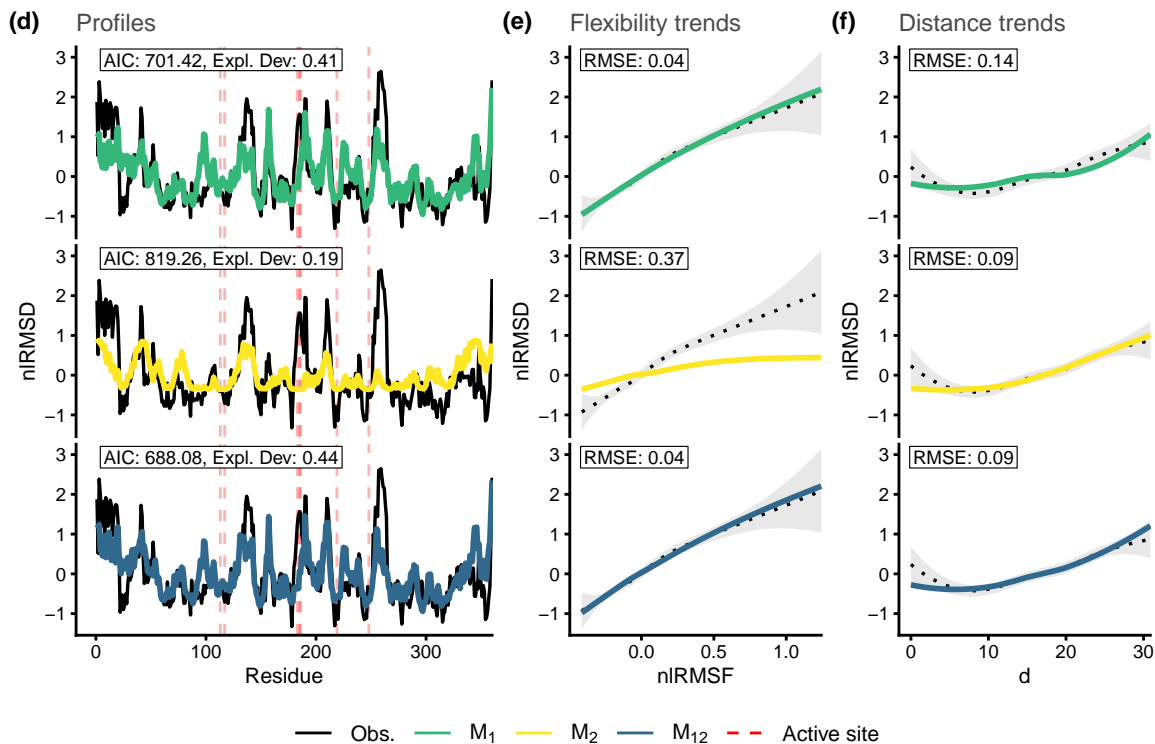 (d) Profiles (e) Flexibility trends (f) Distance trends
AIC: 701.42, Expl. Dev: 0.41 RMSE: 0.04 RMSE: 0.14
3 3 3
2 2 2
1 1 1
0 0 0
−1 −1 −1
AIC: 819.26, Expl. Dev: 0.19 RMSE: 0.37 RMSE: 0.09
3 3 3
2 2 2
1 1 1
0 0 0
−1 −1 −1
nlRMSD nlRMSD nlRMSD
AIC: 688.08, Expl. Dev: 0.44 RMSE: 0.04 RMSE: 0.09
3 3 3
2 2 2
1 1 1
0 0 0
−1 −1 −1
0 100 200 300 0.0 0.5 1.0 0 10 20 30
Residue nlRMSF d
Obs. M₁ M₂ M₁₂ Active site